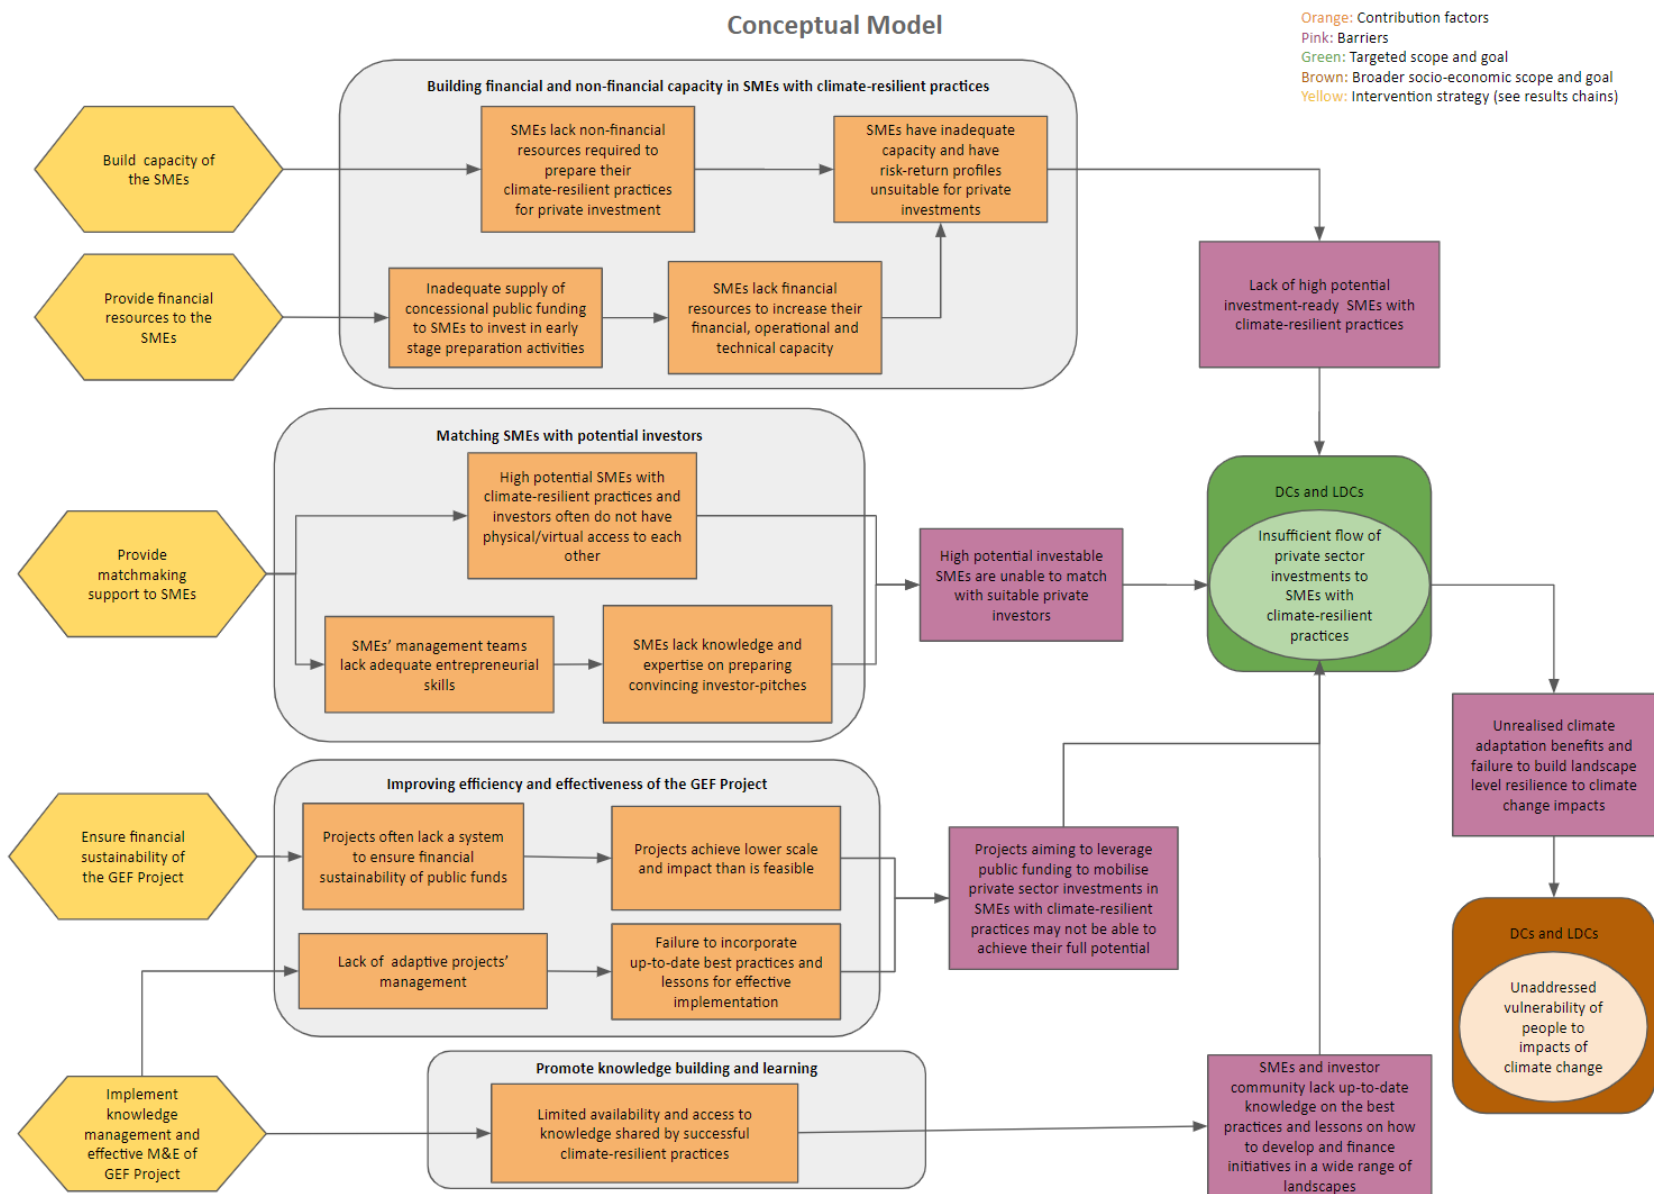 Conceptual Model
Orange: Contribution factors
Pink: Barriers
Green: Targeted scope and goal
Brown: Broader socio-economic scope and goal
Yellow: Intervention strategy (see results chains)
Building financial and non-financial capacity in SMEs with climate-resilient practices
Build capacity of
the SMEs
SMEs lack non-financial
resources required to
prepare their
climate-resilient practices
for private investment
SMEs have inadequate
capacity and have
risk-return profiles
unsuitable for private
investments
Provide financial
resources to the
SMEs
Inadequate supply of
concessional public funding
to SMEs to invest in early
stage preparation activities
SMEs lack financial
resources to increase their
financial, operational and
technical capacity
Lack of high potential
investment-ready SMEs with
climate-resilient practices
Matching SMEs with potential investors
Provide
matchmaking
support to SMEs
High potential SMEs with
climate-resilient practices and
investors often do not have
physical/virtual access to each
other
SMEs' management teams
lack adequate entrepreneurial
skills
SMEs lack knowledge and
expertise on preparing
convincing investor-pitches
High potential investable
SMEs are unable to match
with suitable private
investors
DCs and LDCs
Insufficient flow of
private sector
investments to
SMEs with
climate-resilient
practices
Unrealised climate
adaptation benefits and
failure to build landscape
level resilience to climate
change impacts
Improving efficiency and effectiveness of the GEF Project
Ensure financial
sustainability of
the GEF Project
Projects often lack a system
to ensure financial
sustainability of public funds
Projects achieve lower scale
and impact than is feasible
Lack of adaptive projects'
management
Failure to incorporate
up-to-date best practices and
lessons for effective
implementation
Projects aiming to leverage
public funding to mobilise
private sector investments in
SMEs with climate-resilient
practices may not be able to
achieve their full potential
DCs and LDCs
Unaddressed
vulnerability of
people to
impacts of
climate change
Promote knowledge building and learning
Implement
knowledge
management and
effective M&E of
GEF Project
Limited availability and access to
knowledge shared by successful
climate-resilient practices
SMEs and investor
community lack up-to-date
knowledge on the best
practices and lessons on how
to develop and finance
initiatives in a wide range of
landscapes